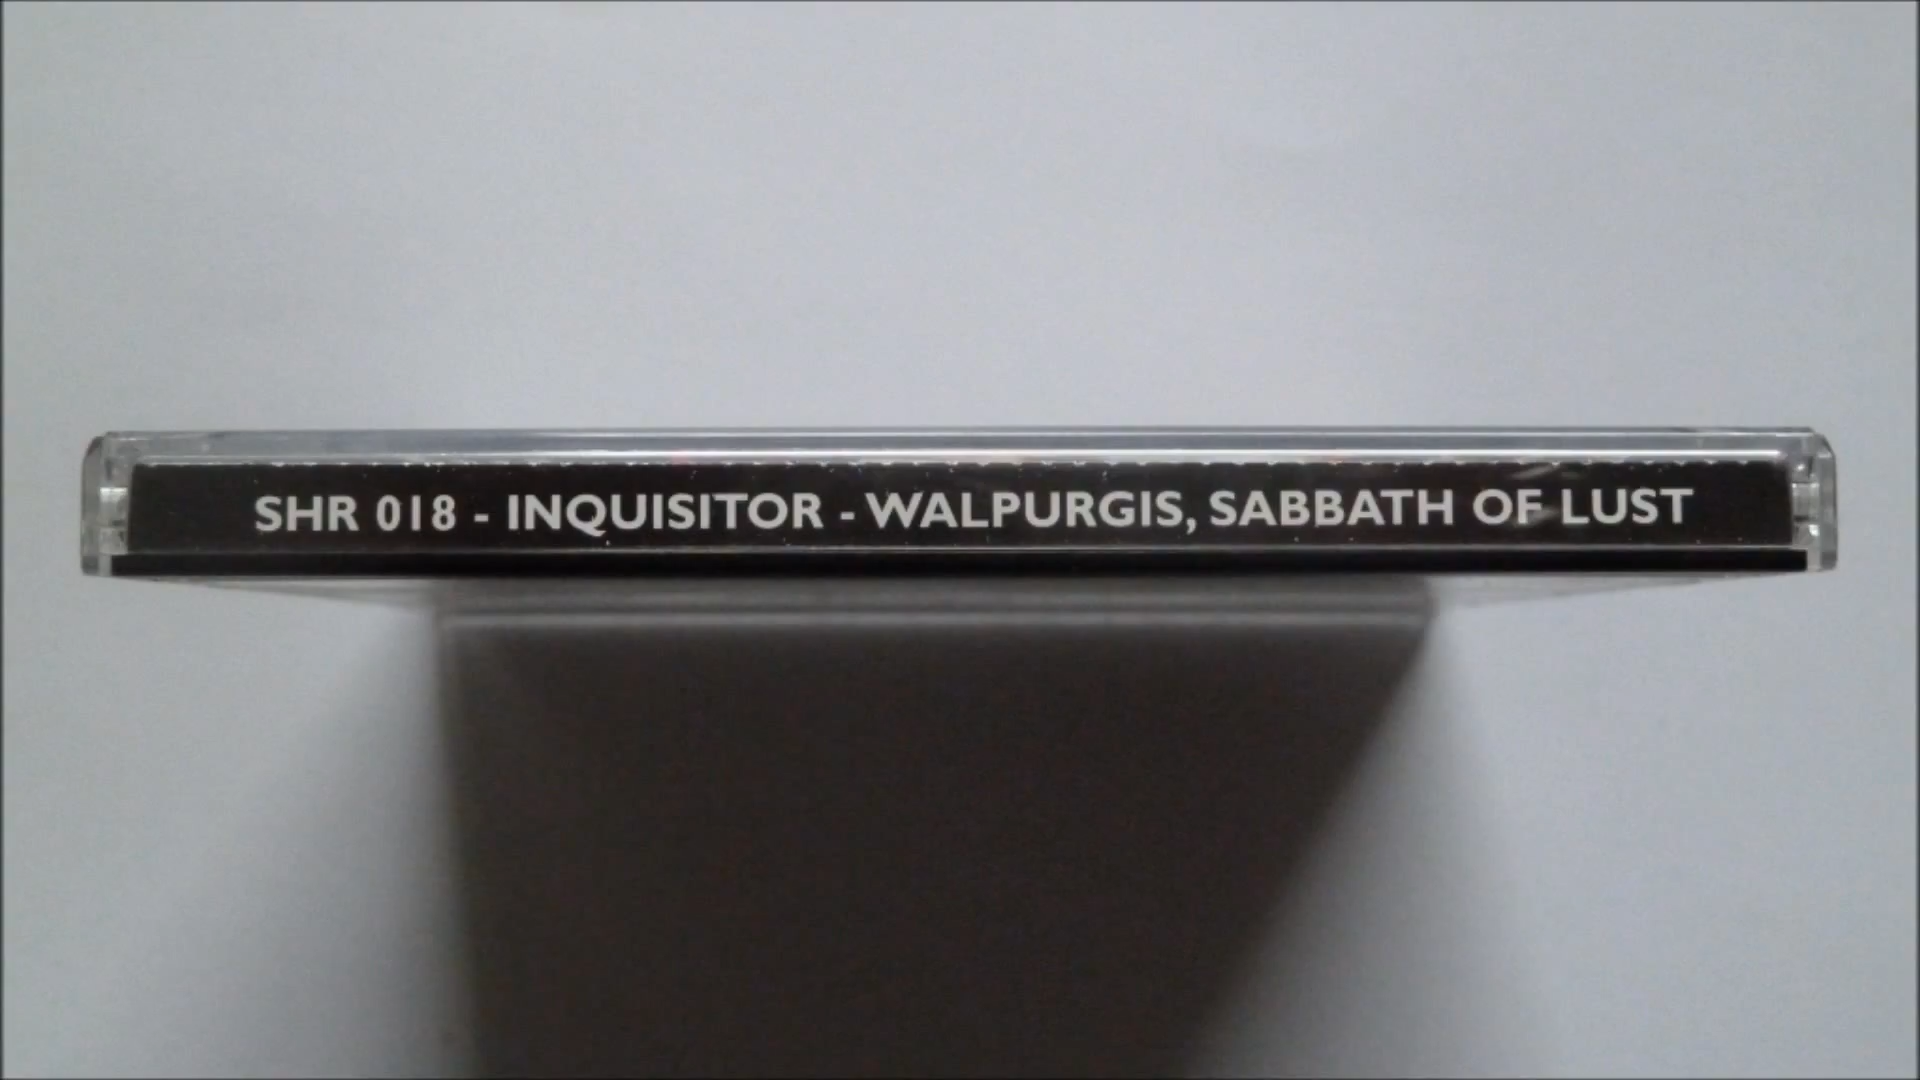 SHR 018 - INQUISITOR - WALPURGIS, SABBATH OF LUST